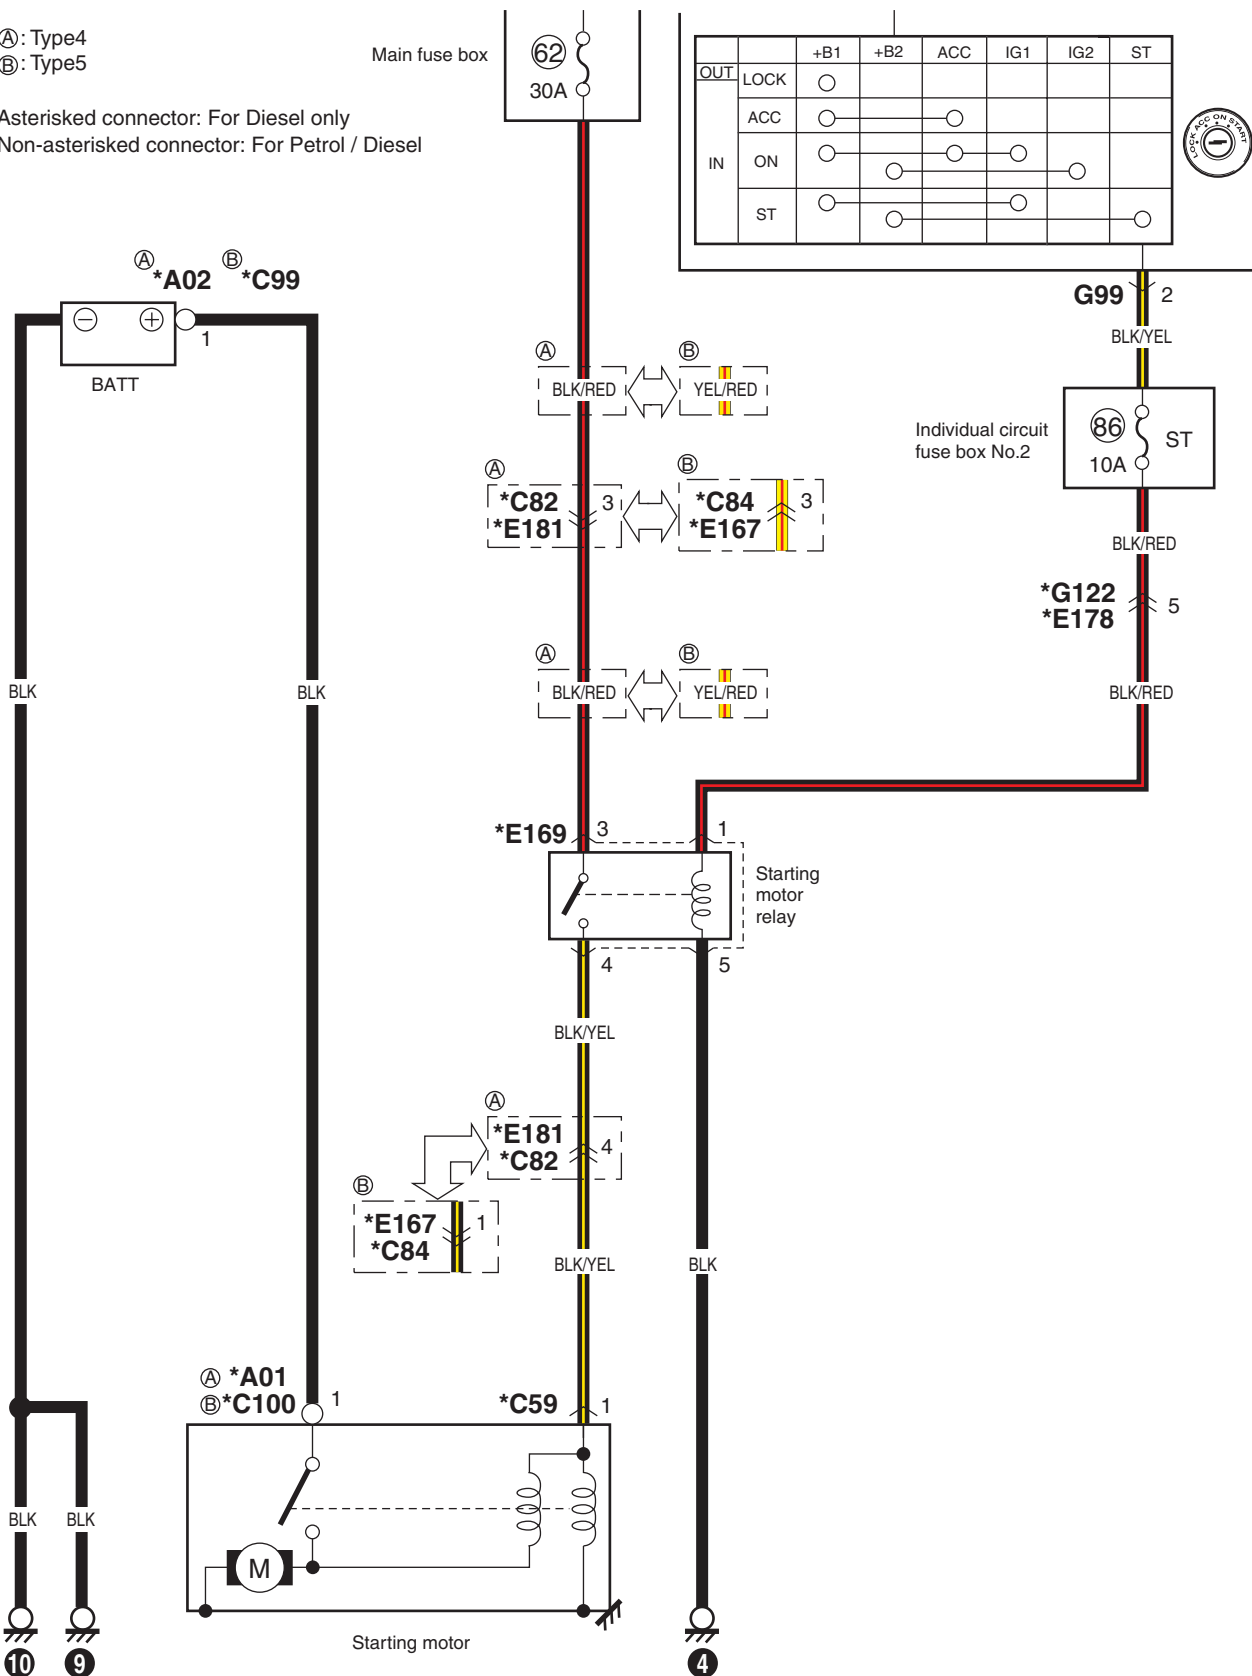 Ⓐ: Type4
Ⓑ: Type5
Asterisked connector: For Diesel only
Non-asterisked connector: For Petrol / Diesel
Main fuse box
62
30A
+B1 +B2 ACC IG1 IG2 ST
OUT LOCK
ACC
IN ON
ST
LOCK ACC ON START
Ⓐ *A02 Ⓑ *C99
1
BATT
G99 2
BLK/YEL
Ⓐ Ⓑ
BLK/RED YEL/RED
Individual circuit
fuse box No.2
86
10A
ST
Ⓐ Ⓑ
*C82 3 *C84 3
*E181 *E167
BLK/RED
*G122
*E178 5
Ⓐ Ⓑ
BLK BLK BLK/RED YEL/RED BLK/RED
*E169 3 1
Starting
motor
relay
4 5
BLK/YEL
Ⓐ
*E181
*C82 4
Ⓑ
*E167 1
*C84
BLK/YEL BLK
Ⓐ *A01
Ⓑ *C100 1
*C59 1
BLK BLK
M
Starting motor
10 9 4